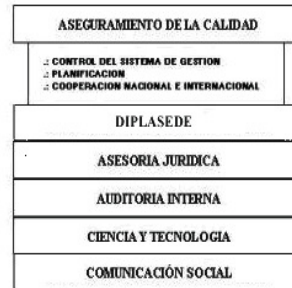 ASEGURAMIENTO DE LA CALIDAD
.: CONTROL DEL SISTEMA DE GESTION
.: PLANIFICACION
.: COOPERACION NACIONAL E INTERNACIONAL
DIPLASEDE
ASESORIA JURIDICA
AUDITORIA INTERNA
CIENCIA Y TECNOLOGIA
COMUNICACIÓN SOCIAL